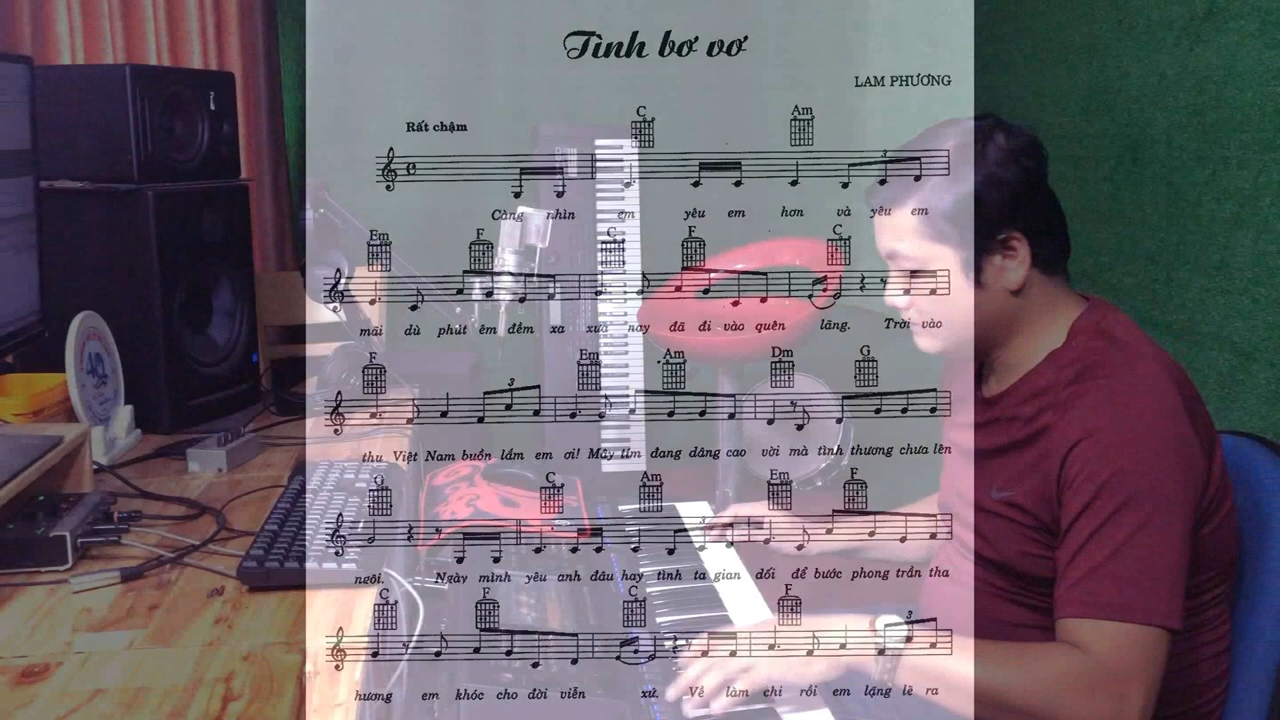 Tình bơ vơ
LAM PHƯƠNG
Rất chậm
C Am
3
Càng nhìn em yêu em hơn và yêu em
Em F C F C
mãi dù phút êm đềm xa xưa nay đã đi vào quên lãng. Trời vào
F Em Am Dm G
3
thu Việt Nam buồn lắm em ơi! Mây tím đang dâng cao vời mà tình thương chưa lên
G C Am Em F
3
ngôi. Ngày mình yêu anh đâu hay tình ta gian dối để bước phong trần tha
C F C F
3
hương em khóc cho đời viễn xứ. Về làm chi rồi em lặng lẽ ra